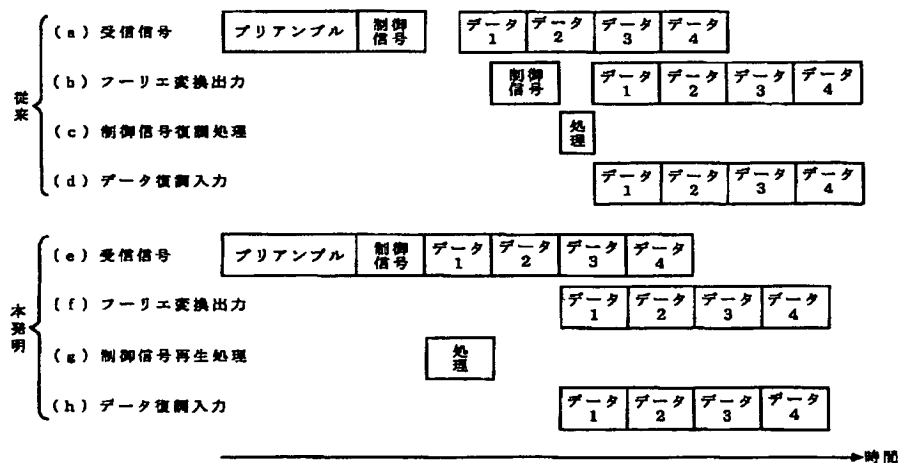 従来
(a) 受信信号
プリアンブル
制御
信号
データ
1
データ
2
データ
3
データ
4
(b) フーリエ変換出力
制御
信号
データ
1
データ
2
データ
3
データ
4
(c) 制御信号復調処理
処
理
(d) データ復調入力
データ
1
データ
2
データ
3
データ
4
本発明
(e) 受信信号
プリアンブル
制御
信号
データ
1
データ
2
データ
3
データ
4
(f) フーリエ変換出力
データ
1
データ
2
データ
3
データ
4
(g) 制御信号再生処理
処
理
(h) データ復調入力
データ
1
データ
2
データ
3
データ
4
時間